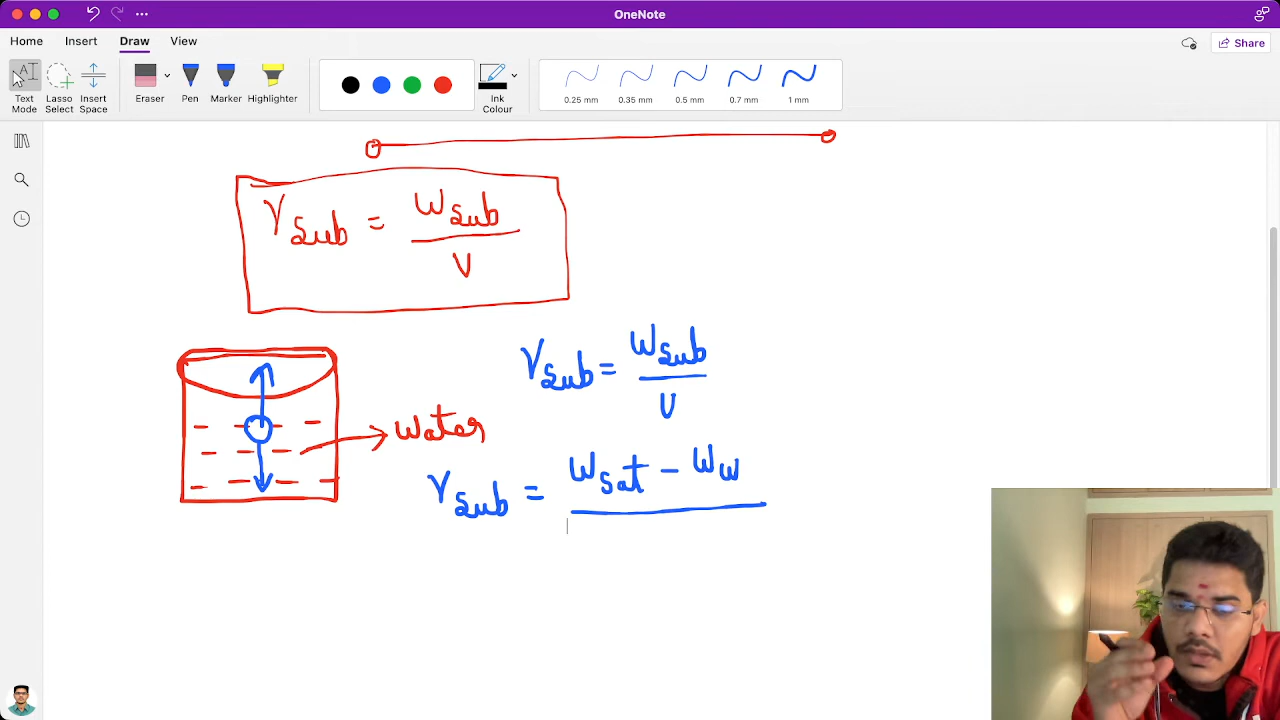 OneNote
Home Insert Draw View
Share
Text Mode
Lasso Select
Insert Space
Eraser
Pen
Marker
Highlighter
Ink Colour
0.25 mm
0.35 mm
0.5 mm
0.7 mm
1 mm
γsub = Wsub / V
γsub = Wsub / V
Water
γsub = Wsat - Ww